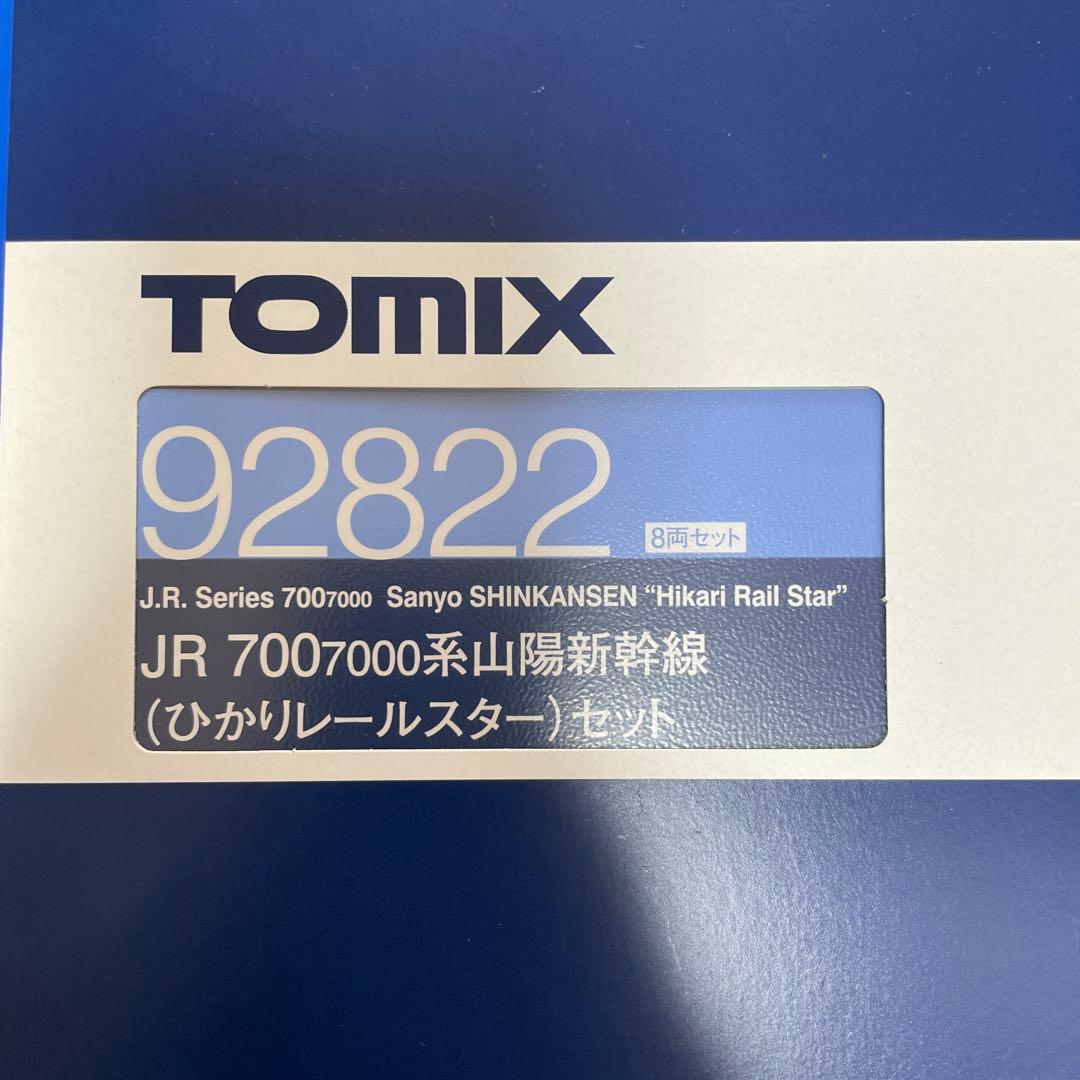 TOMIX
92822
8両セット
J.R. Series 7007000 Sanyo SHINKANSEN “Hikari Rail Star”
JR 7007000系山陽新幹線
(ひかりレールスター)セット